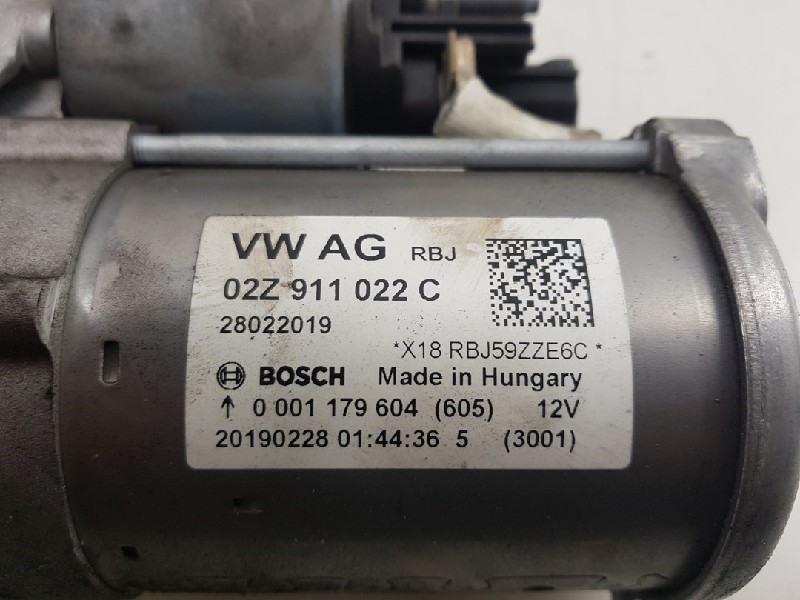 VW AG RBJ
02Z 911 022 C
28022019
*X18 RBJ59ZZE6C*
BOSCH Made in Hungary
↑ 0 001 179 604 (605) 12V
20190228 01:44:36 5 (3001)